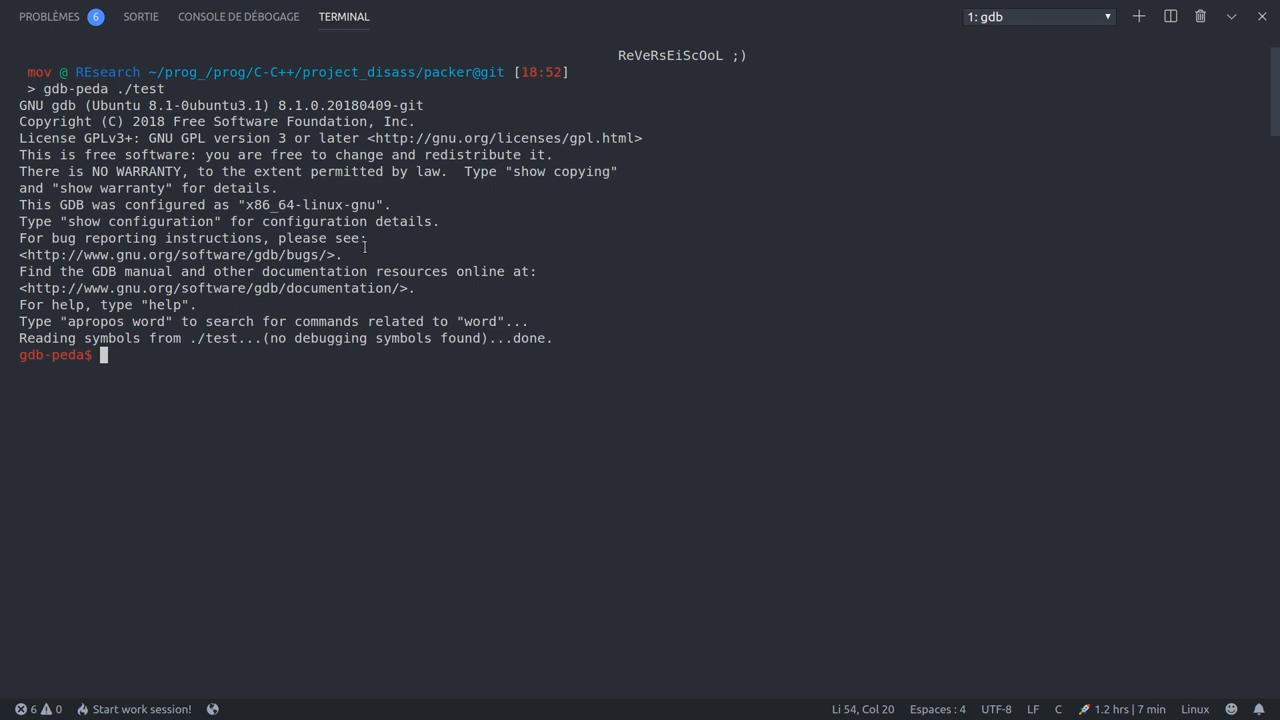 PROBLÈMES 6 SORTIE CONSOLE DE DÉBOGAGE TERMINAL 1: gdb
ReVeRsEiScOoL ;)
mov @ REsearch ~/prog_/prog/C-C++/project_disass/packer@git [18:52]
> gdb-peda ./test
GNU gdb (Ubuntu 8.1-0ubuntu3.1) 8.1.0.20180409-git
Copyright (C) 2018 Free Software Foundation, Inc.
License GPLv3+: GNU GPL version 3 or later <http://gnu.org/licenses/gpl.html>
This is free software: you are free to change and redistribute it.
There is NO WARRANTY, to the extent permitted by law.  Type "show copying"
and "show warranty" for details.
This GDB was configured as "x86_64-linux-gnu".
Type "show configuration" for configuration details.
For bug reporting instructions, please see:
<http://www.gnu.org/software/gdb/bugs/>.
Find the GDB manual and other documentation resources online at:
<http://www.gnu.org/software/gdb/documentation/>.
For help, type "help".
Type "apropos word" to search for commands related to "word"...
Reading symbols from ./test...(no debugging symbols found)...done.
gdb-peda$
6 0 Start work session! Li 54, Col 20 Espaces : 4 UTF-8 LF C 1.2 hrs | 7 min Linux